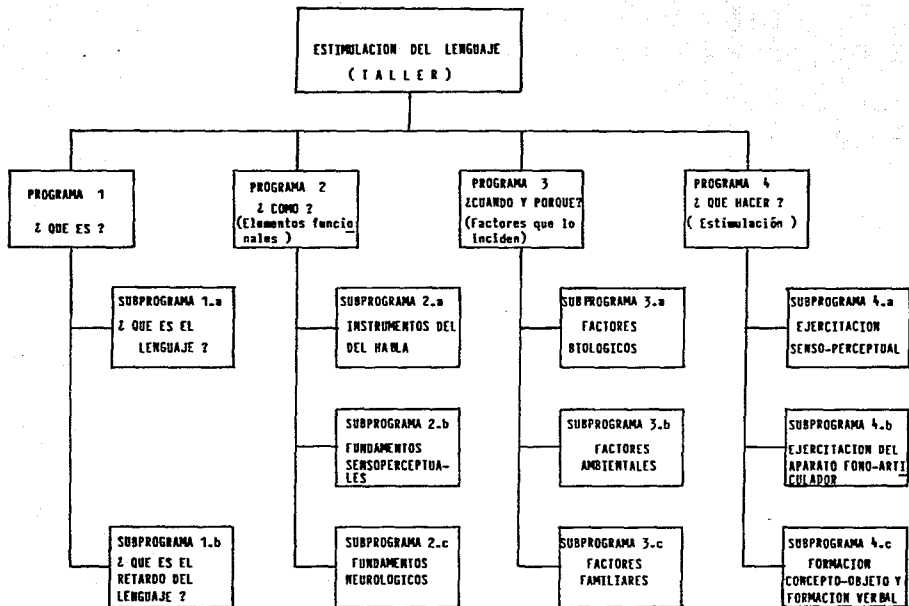 ESTIMULACION DEL LENGUAJE
( T A L L E R )
PROGRAMA 1
¿ QUE ES ?
PROGRAMA 2
¿ COMO ?
(Elementos funcio
nales )
PROGRAMA 3
¿CUANDO Y PORQUE?
(Factores que lo
inciden)
PROGRAMA 4
¿ QUE HACER ?
( Estimulación )
SUBPROGRAMA 1.a
¿ QUE ES EL
LENGUAJE ?
SUBPROGRAMA 2.a
INSTRUMENTOS DEL
DEL HABLA
SUBPROGRAMA 3.a
FACTORES
BIOLOGICOS
SUBPROGRAMA 4.a
EJERCITACION
SENSO-PERCEPTUAL
SUBPROGRAMA 2.b
FUNDAMENTOS
SENSOPERCEPTUA-
LES
SUBPROGRAMA 3.b
FACTORES
AMBIENTALES
SUBPROGRAMA 4.b
EJERCITACION DEL
APARATO FONO-ARTI
CULADOR
SUBPROGRAMA 1.b
¿ QUE ES EL
RETARDO DEL
LENGUAJE ?
SUBPROGRAMA 2.c
FUNDAMENTOS
NEUROLOGICOS
SUBPROGRAMA 3.c
FACTORES
FAMILIARES
SUBPROGRAMA 4.c
FORMACION
CONCEPTO-OBJETO Y
FORMACION VERBAL